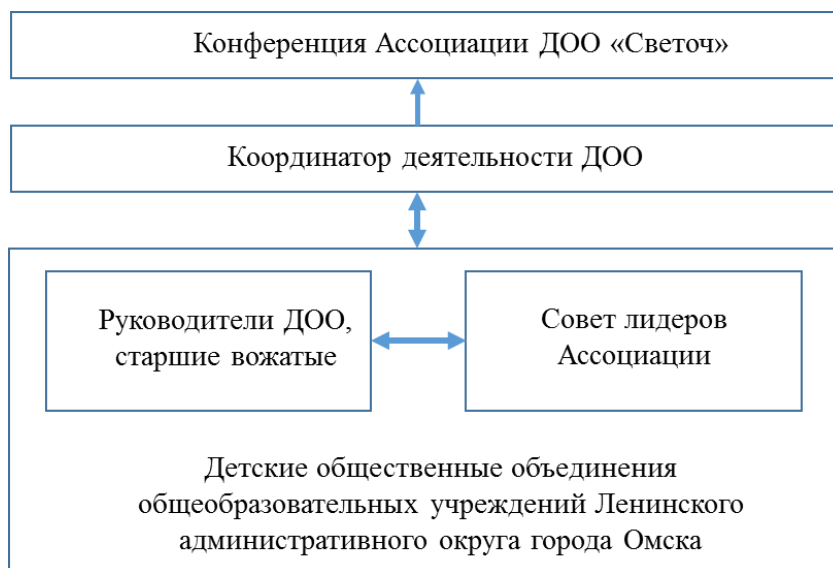 Конференция Ассоциации ДОО «Светоч»
Координатор деятельности ДОО
Руководители ДОО,
старшие вожатые
Совет лидеров
Ассоциации
Детские общественные объединения
общеобразовательных учреждений Ленинского
административного округа города Омска